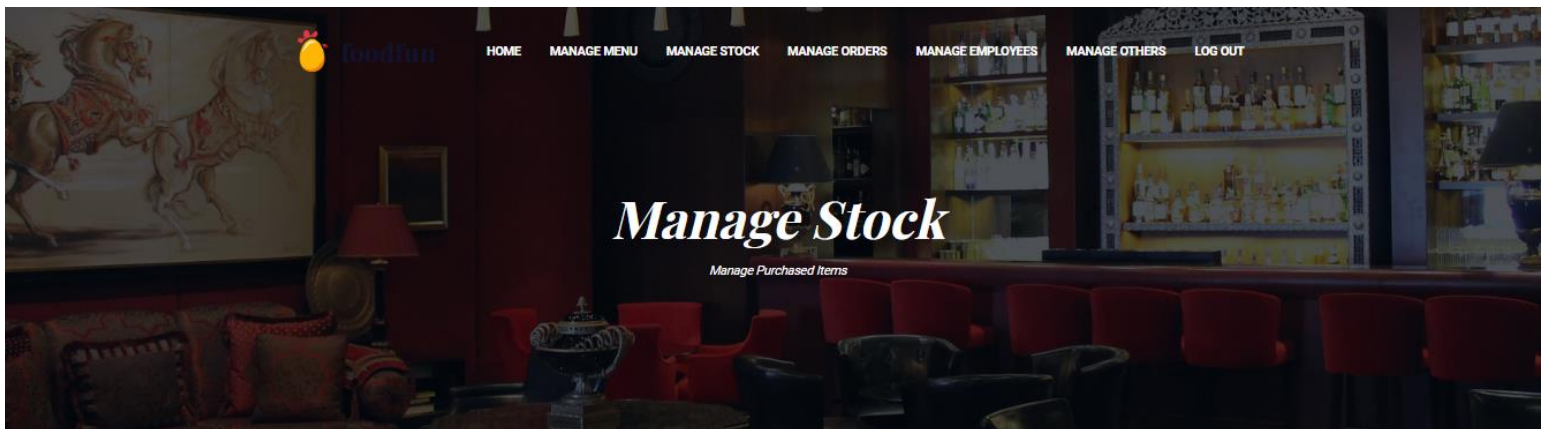 foodfun
HOME MANAGE MENU MANAGE STOCK MANAGE ORDERS MANAGE EMPLOYEES MANAGE OTHERS LOG OUT
Manage Stock
Manage Purchased Items